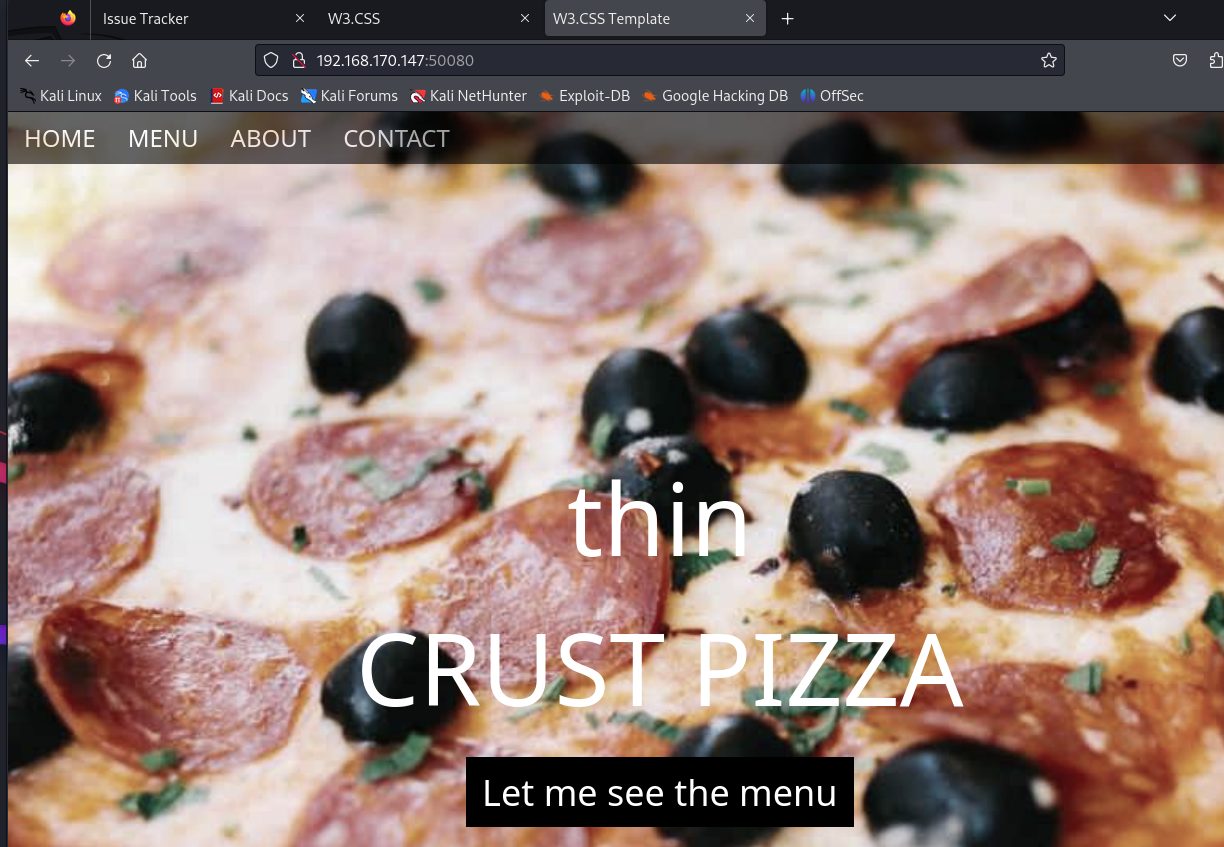 Issue Tracker
W3.CSS
W3.CSS Template
192.168.170.147:50080
Kali Linux
Kali Tools
Kali Docs
Kali Forums
Kali NetHunter
Exploit-DB
Google Hacking DB
OffSec
HOME
MENU
ABOUT
CONTACT
thin
CRUST PIZZA
Let me see the menu